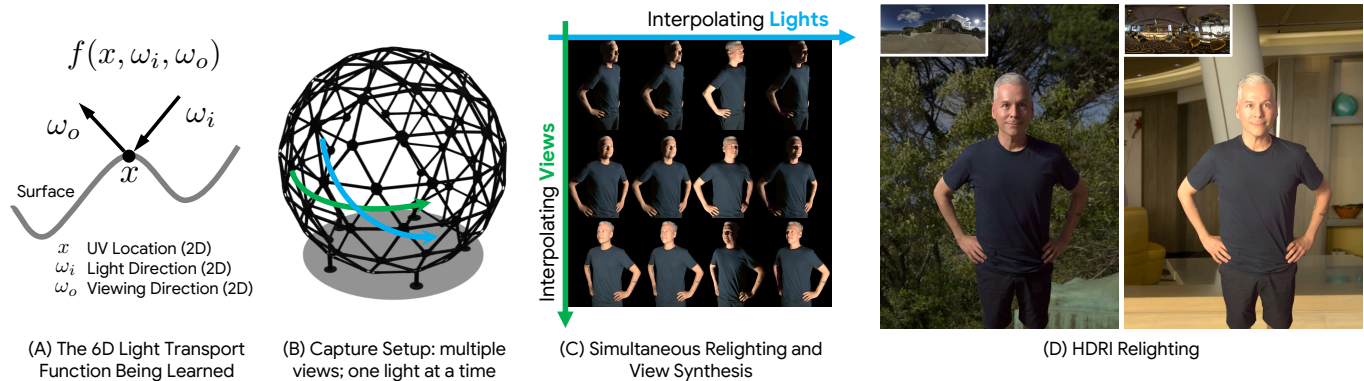 f(x, ω_i, ω_o)
ω_o
ω_i
x
Surface
x UV Location (2D)
ω_i Light Direction (2D)
ω_o Viewing Direction (2D)
(A) The 6D Light Transport
Function Being Learned
(B) Capture Setup: multiple
views; one light at a time
Interpolating Lights
Interpolating Views
(C) Simultaneous Relighting and
View Synthesis
(D) HDRI Relighting